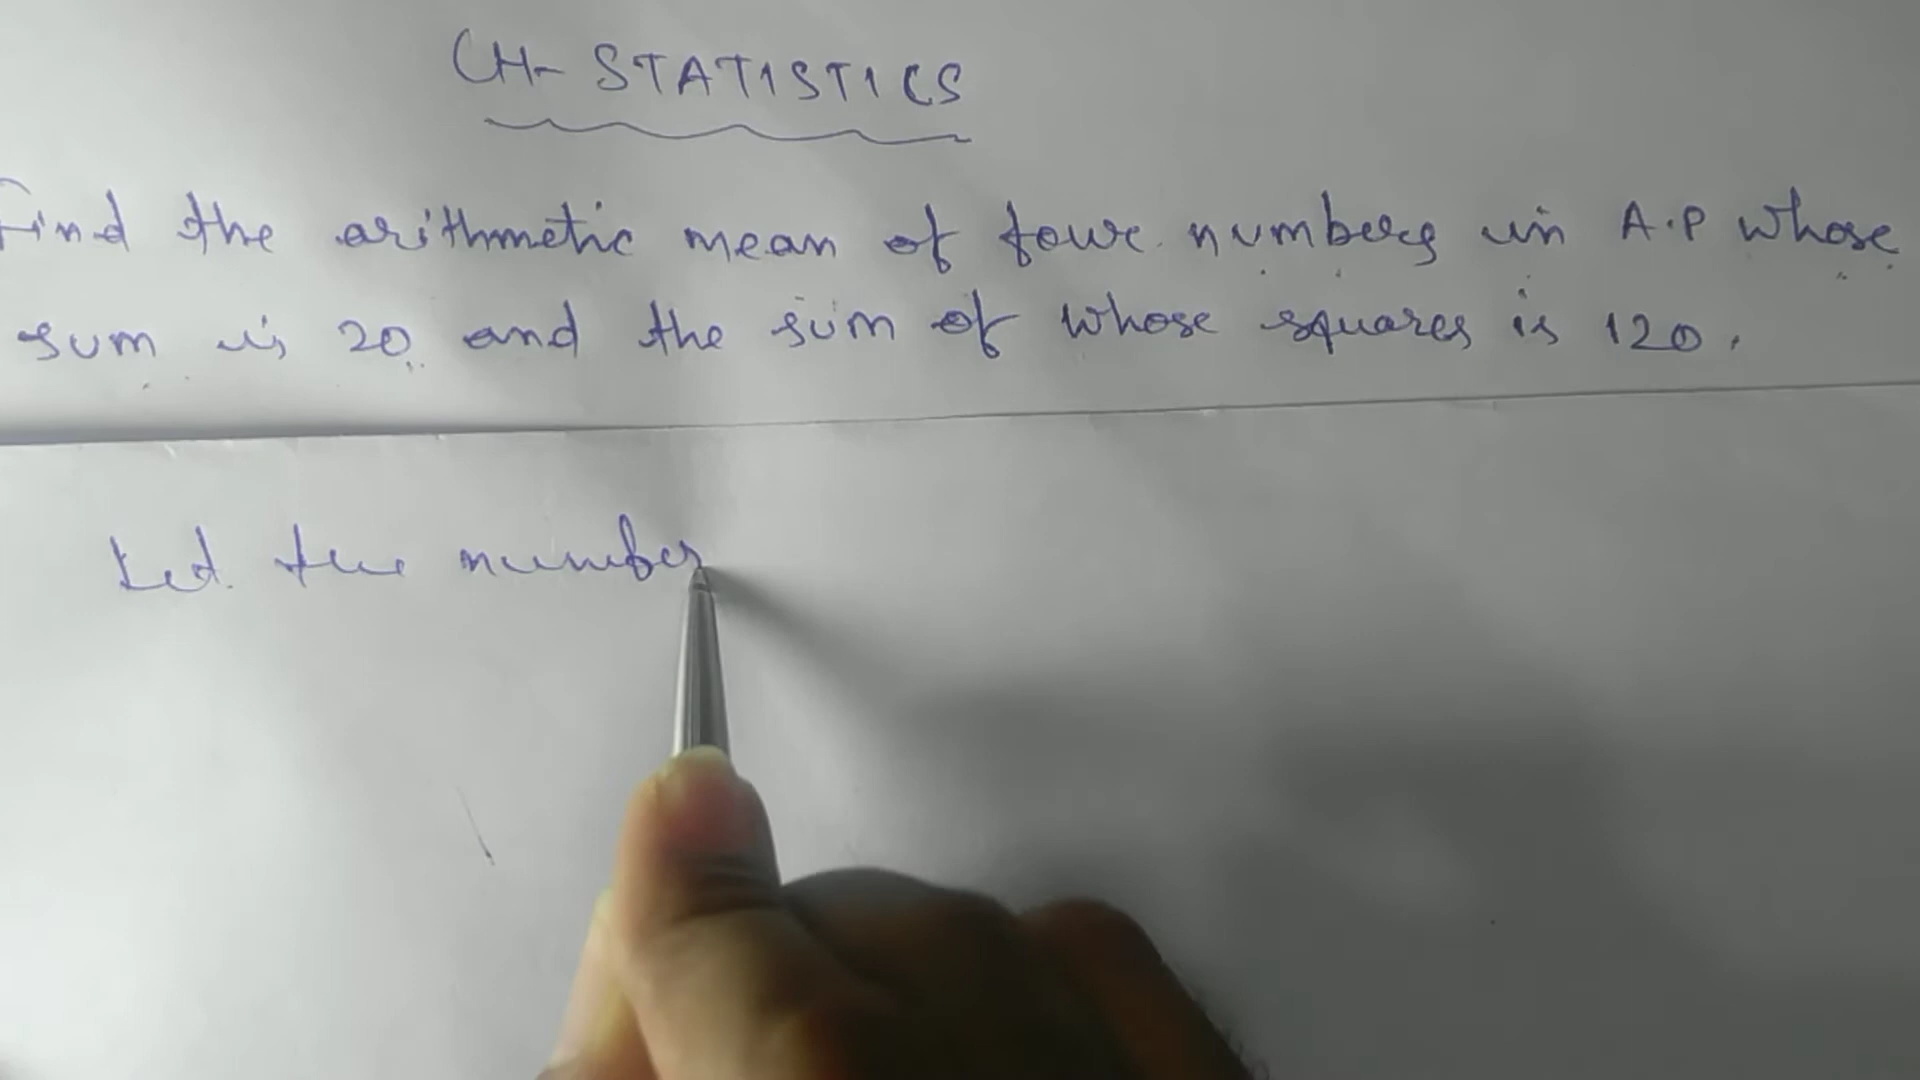 CH- STATISTICS
Find the arithmetic mean of four numbers in A.P whose
sum is 20 and the sum of whose squares is 120.
Let the number